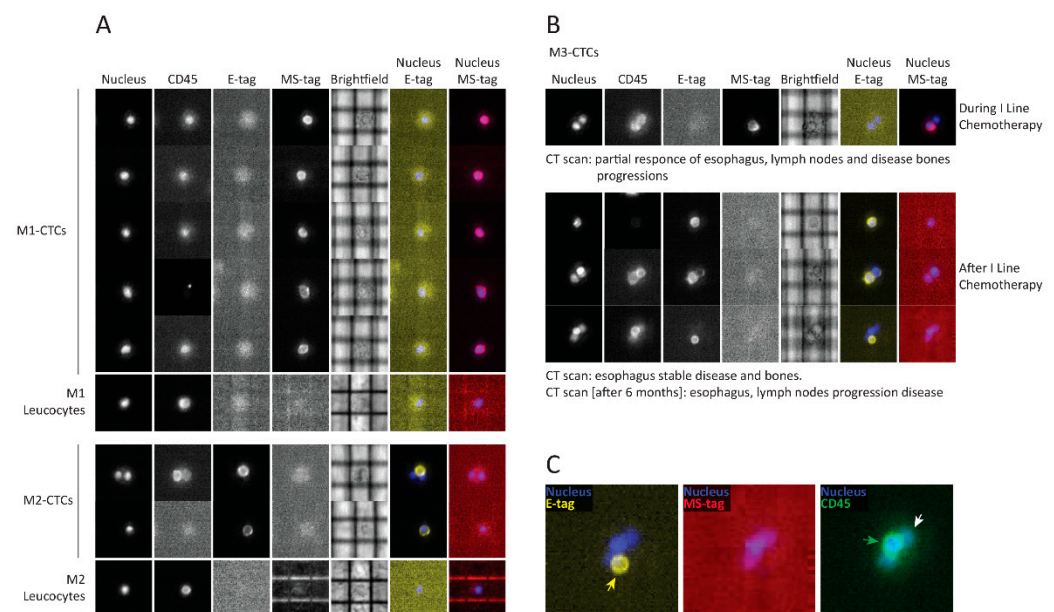 A
Nucleus CD45 E-tag MS-tag Brightfield Nucleus E-tag Nucleus MS-tag
M1-CTCs
M1 Leucocytes
M2-CTCs
M2 Leucocytes
B
M3-CTCs
Nucleus CD45 E-tag MS-tag Brightfield Nucleus E-tag Nucleus MS-tag
During I Line
Chemotherapy
CT scan: partial responce of esophagus, lymph nodes and disease bones
progressions
After I Line
Chemotherapy
CT scan: esophagus stable disease and bones.
CT scan [after 6 months]: esophagus, lymph nodes progression disease
C
Nucleus
E-tag
Nucleus
MS-tag
Nucleus
CD45